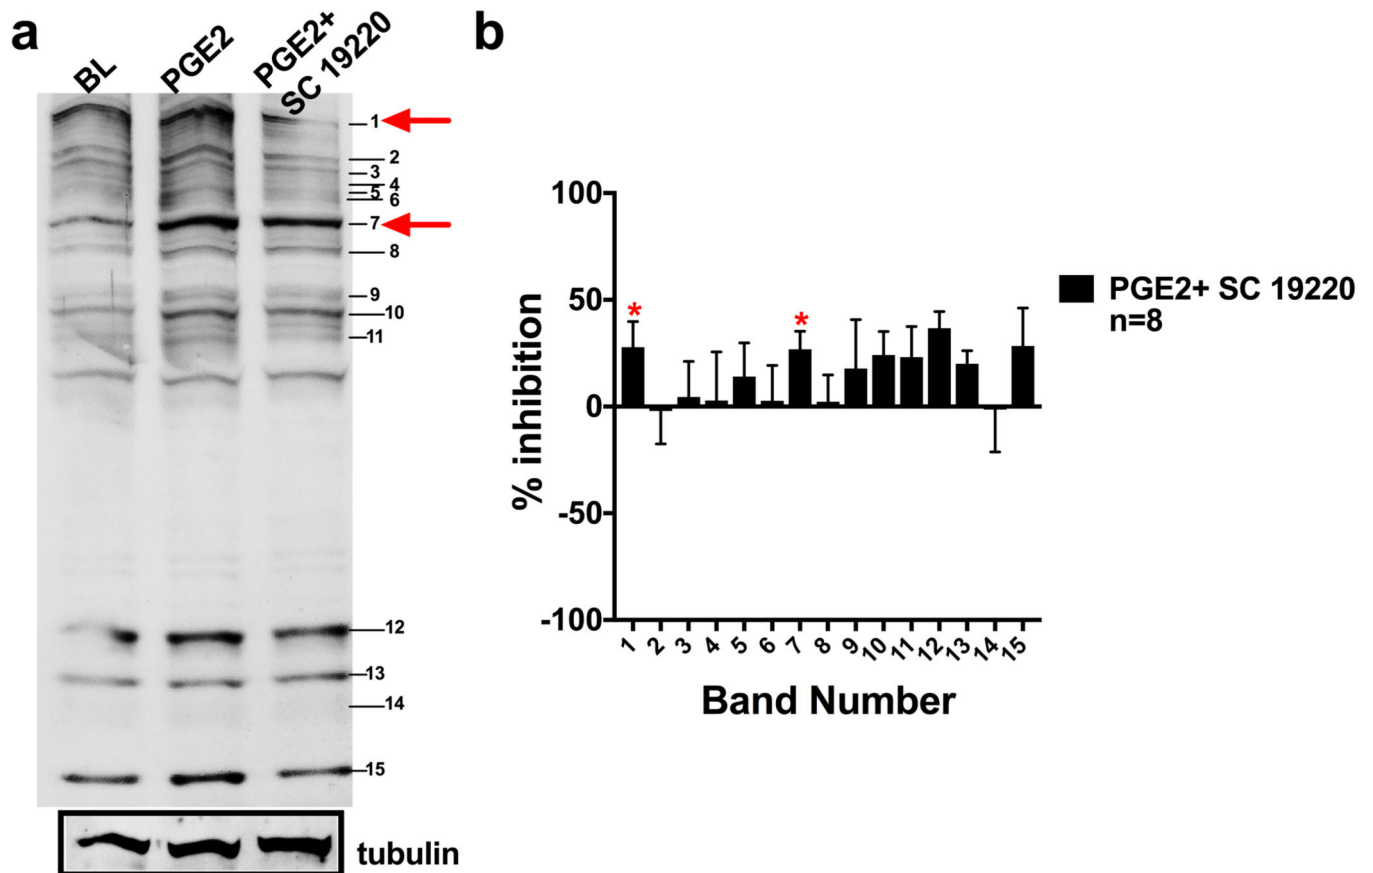 a
BL
PGE2
PGE2+
SC 19220
1
2
3
4
5
6
7
8
9
10
11
12
13
14
15
tubulin
b
% inhibition
100
50
0
-50
-100
*
*
1 2 3 4 5 6 7 8 9 10 11 12 13 14 15
Band Number
PGE2+ SC 19220
n=8